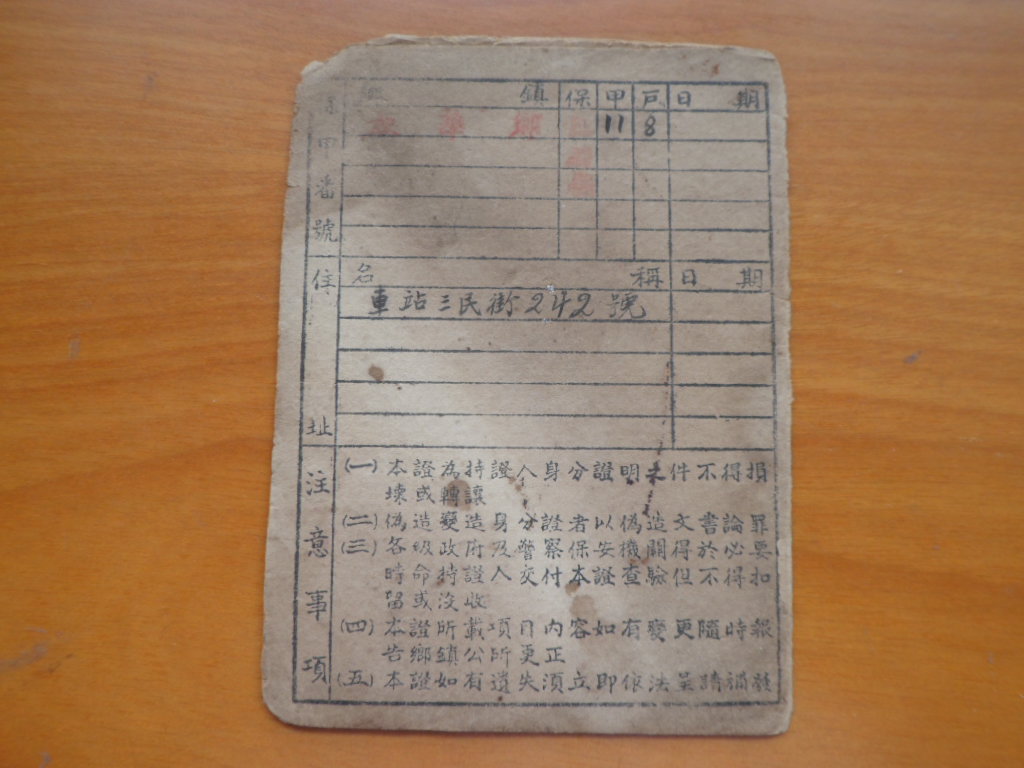 鎮 保 甲 戶 日 期
鄉 11 8
甲
番
號
住 名 稱 日 期
車站三民街242號
址
注意事項
(一) 本證為持證人身分證明文件不得損
壞或轉讓
(二) 偽造變造身分證者以偽造文書論罪
(三) 各級政府及警察保安機關得於必要
時命持證人交付本證查驗但不得扣
留或沒收
(四) 本證所載項目內容如有變更隨時報
告鄉鎮公所更正
(五) 本證如有遺失須立即依法呈請補發